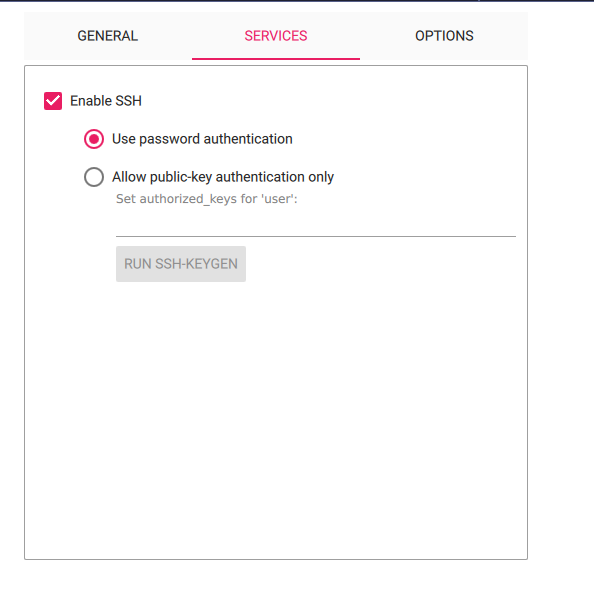 GENERAL SERVICES OPTIONS
Enable SSH
Use password authentication
Allow public-key authentication only
Set authorized_keys for 'user':
RUN SSH-KEYGEN